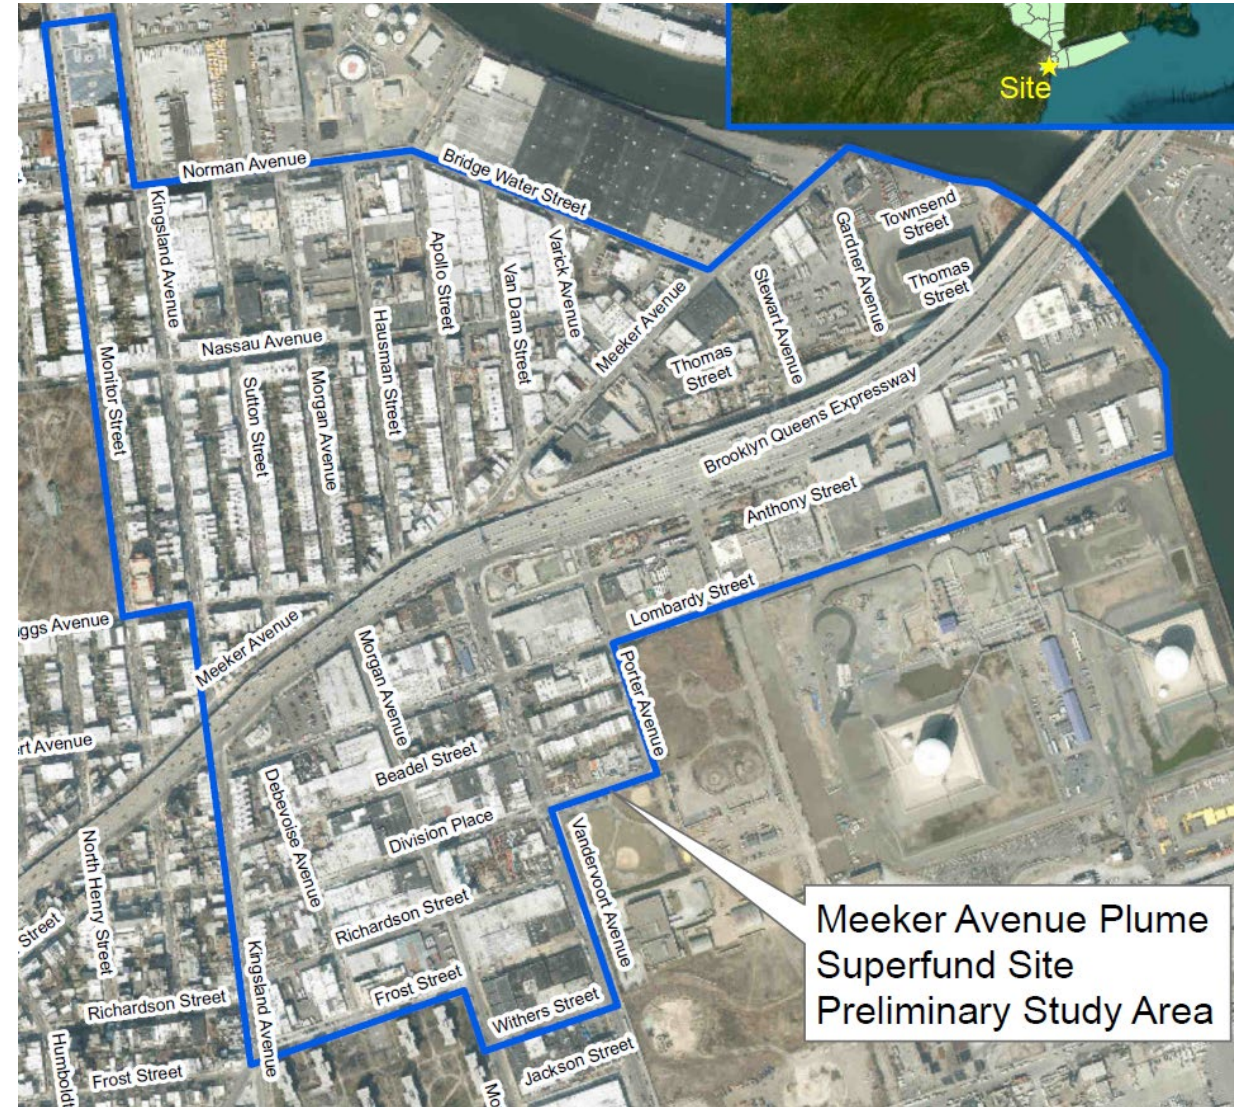 Site
Norman Avenue
Bridge Water Street
Kingsland Avenue
Apollo Street
Varick Avenue
Van Dam Street
Gardner Avenue
Townsend
Street
Thomas
Street
Stewart Avenue
Meeker Avenue
Thomas
Street
Nassau Avenue
Hausman Street
Monitor Street
Sutton Street
Morgan Avenue
Brooklyn Queens Expressway
Anthony Street
Lombardy Street
ggs Avenue
Meeker Avenue
Morgan Avenue
Porter Avenue
rt Avenue
Beadel Street
Debevoise Avenue
Division Place
Vandervoort Avenue
North Henry Street
Street
Richardson Street
Kingsland Avenue
Frost Street
Withers Street
Richardson Street
Jackson Street
Humboldt
Frost Street
Mo
Meeker Avenue Plume
Superfund Site
Preliminary Study Area